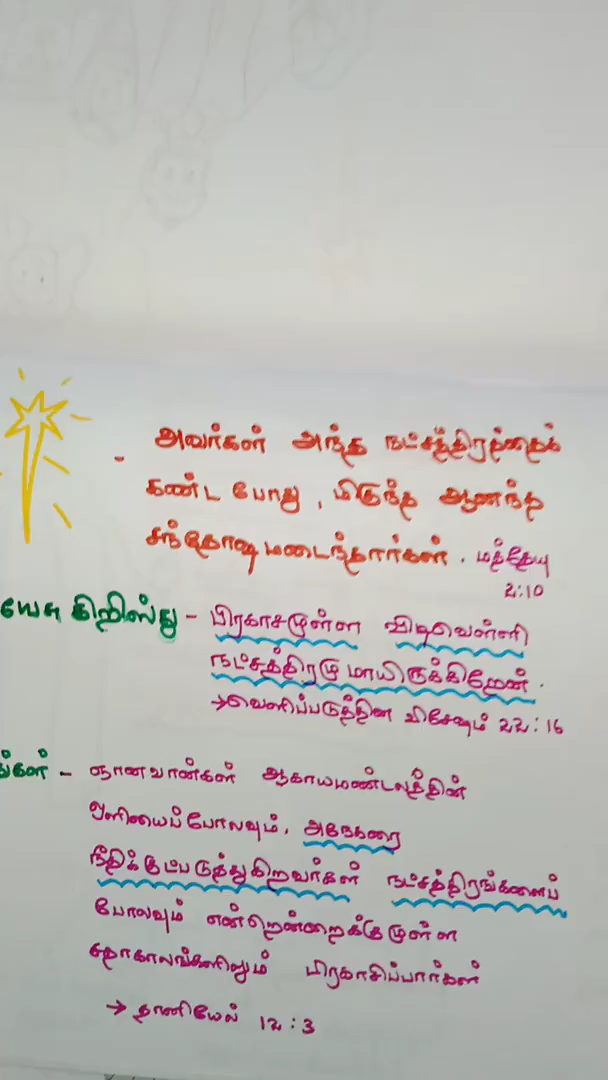 - அவர்கள் அந்த நட்சத்திரத்தைக்
கண்ட போது, மிகுந்த ஆனந்த
சந்தோஷ மடைந்தார்கள். மத்தேயு
2:10
யேசு கிறிஸ்து - பிரகாசமுள்ள விடிவெள்ளி
நட்சத்திரமு மாயிருக்கிறேன்.
→ வெளிப்படுத்தின விசேஷம் 22:16
ங்கள் - ஞானவான்கள் ஆகாயமண்டலத்தின்
ஒளியைப்போலவும், அநேகரை
நீதிக்குட்படுத்துகிறவர்கள் நட்சத்திரங்களைப்
போலவும் என்றென்றைக்குமுள்ள
சதாகாலங்களிலும் பிரகாசிப்பார்கள்
→ தானியேல் 12:3